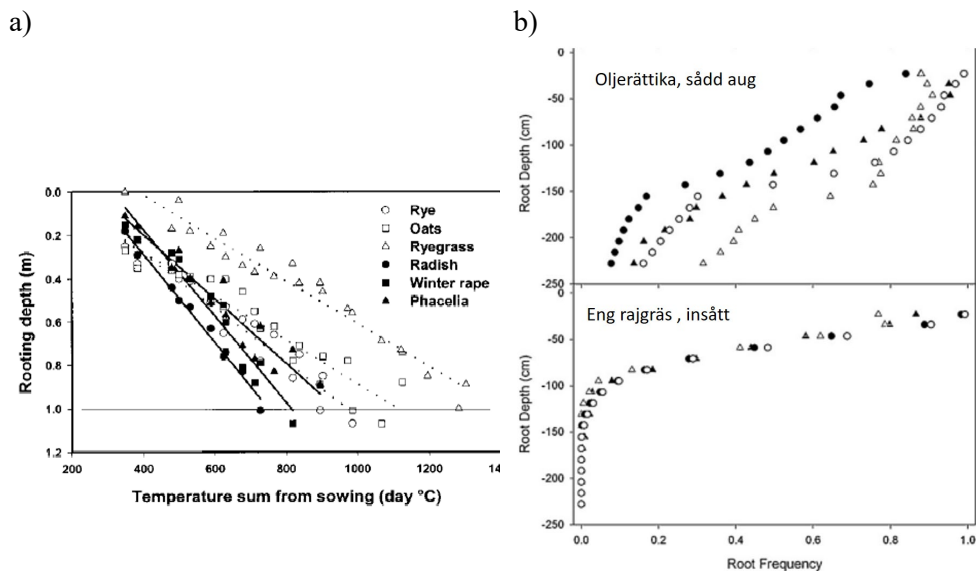 a)
b)
0.0
0.2
0.4
0.6
0.8
1.0
1.2
Rooting depth (m)
Rye
Oats
Ryegrass
Radish
Winter rape
Phacelia
200 400 600 800 1000 1200 14
Temperature sum from sowing (day °C)
0
-50
-100
-150
-200
-250
Root Depth (cm)
Oljerättika, sådd aug
0
-50
-100
-150
-200
-250
Root Depth (cm)
Eng rajgräs , insått
0.0 0.2 0.4 0.6 0.8 1.0
Root Frequency